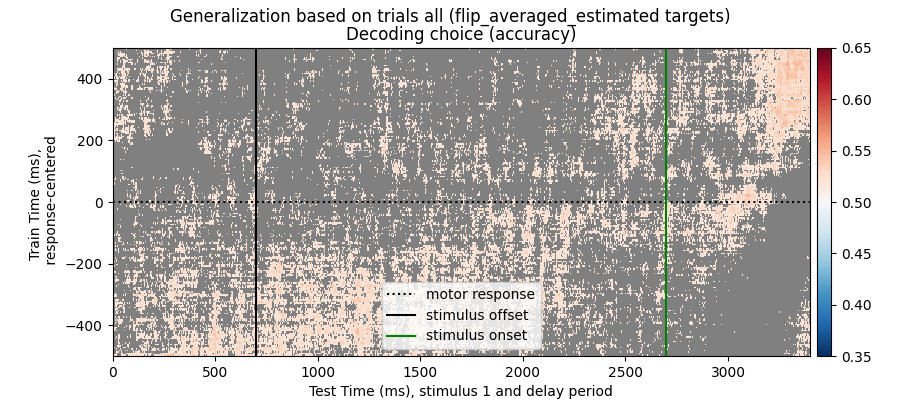 Generalization based on trials all (flip_averaged_estimated targets)
Decoding choice (accuracy)
Train Time (ms),
response-centered
400
200
0
−200
−400
motor response
stimulus offset
stimulus onset
0
500
1000
1500
2000
2500
3000
Test Time (ms), stimulus 1 and delay period
0.65
0.60
0.55
0.50
0.45
0.40
0.35